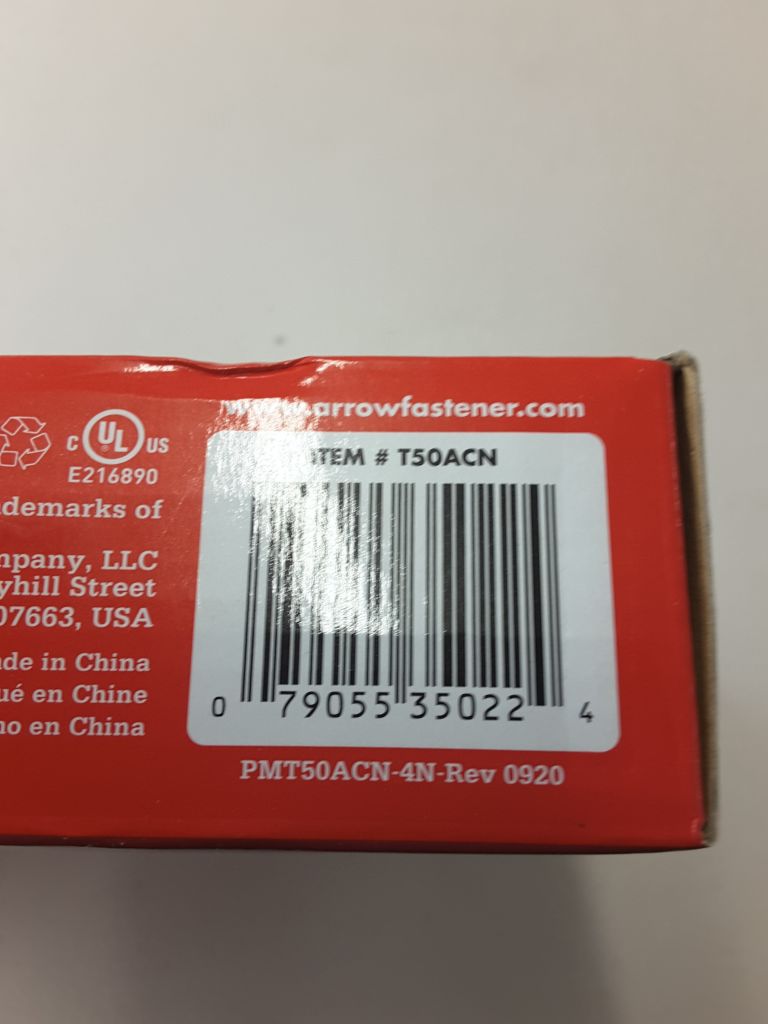 www.arrowfastener.com
C UL US
E216890
ITEM # T50ACN
demarks of
mpany, LLC
yhill Street
07663, USA
de in China
ué en Chine
o en China
0 79055 35022 4
PMT50ACN-4N-Rev 0920